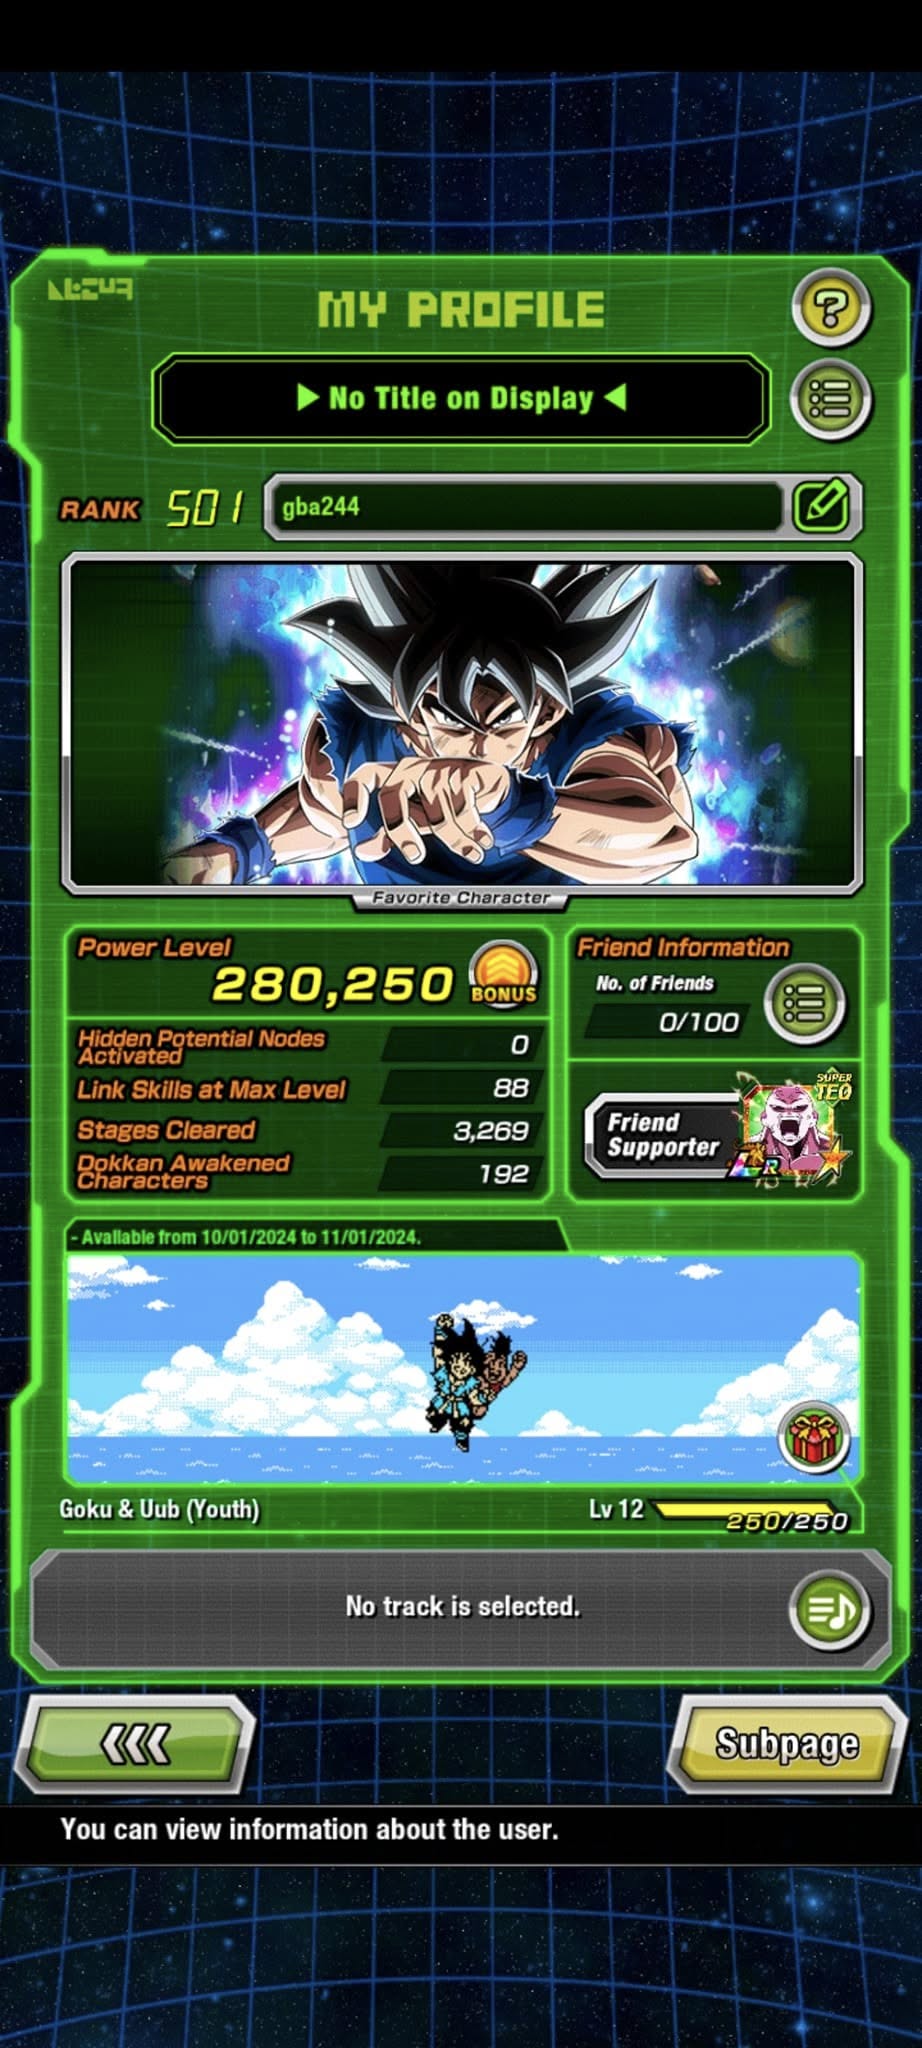 MY PROFILE
?
▶ No Title on Display ◀
RANK 501 gba244
Favorite Character
Power Level
280,250
BONUS
Hidden Potential Nodes Activated 0
Link Skills at Max Level 88
Stages Cleared 3,269
Dokkan Awakened Characters 192
Friend Information
No. of Friends
0/100
Friend
Supporter
SUPER
TEQ
LR
- Available from 10/01/2024 to 11/01/2024.
Goku & Uub (Youth) Lv 12 250/250
No track is selected.
Subpage
You can view information about the user.